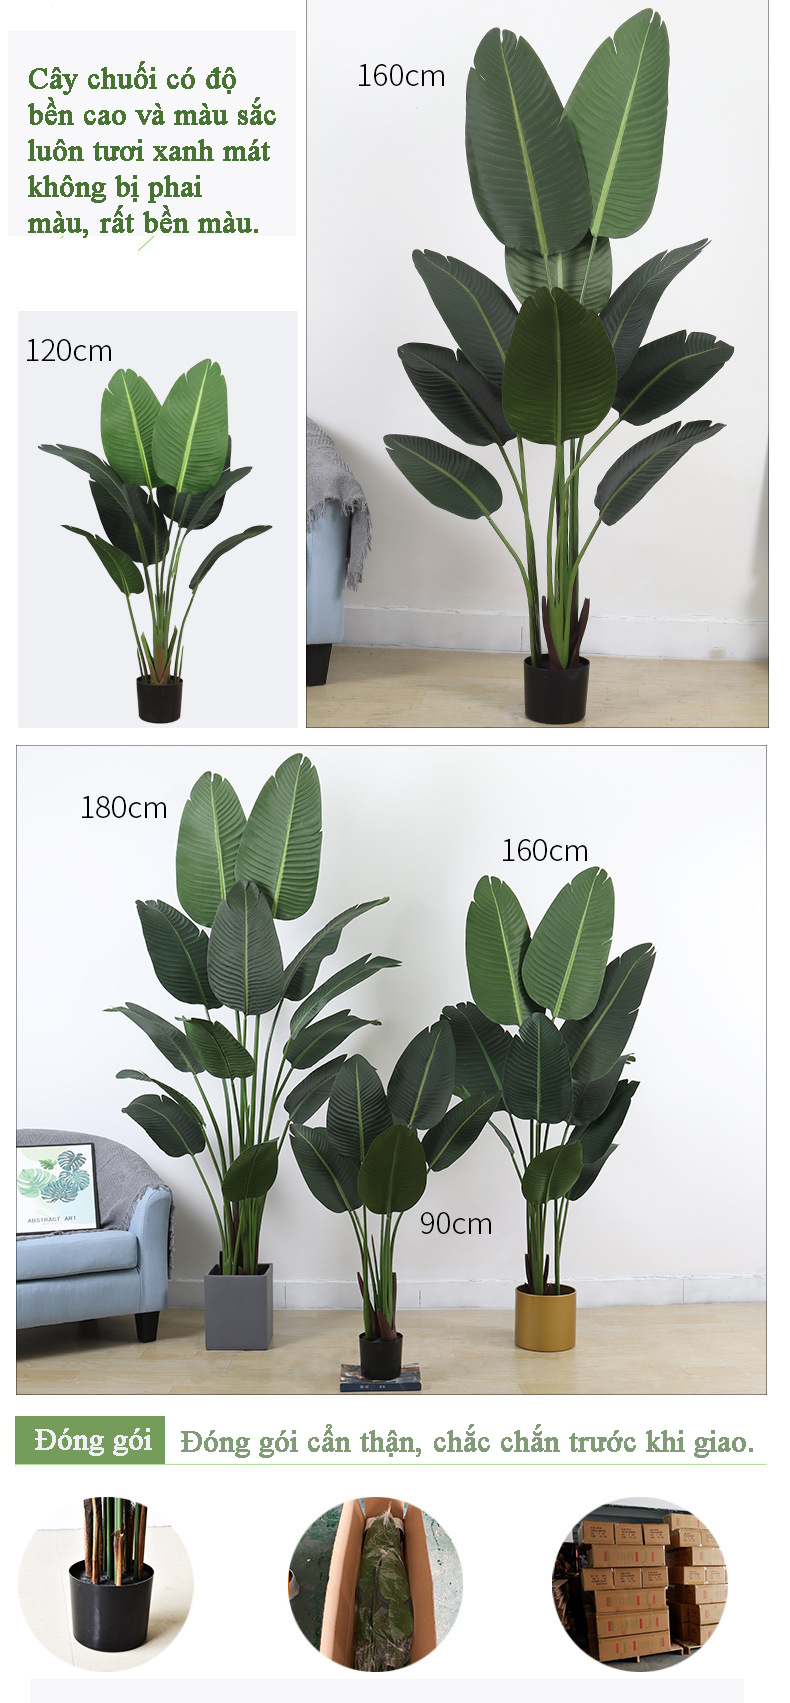 Cây chuối có độ
bền cao và màu sắc
luôn tươi xanh mát
không bị phai
màu, rất bền màu.
160cm
120cm
180cm
160cm
90cm
ABSTRACT ART
Đóng gói
Đóng gói cẩn thận, chắc chắn trước khi giao.